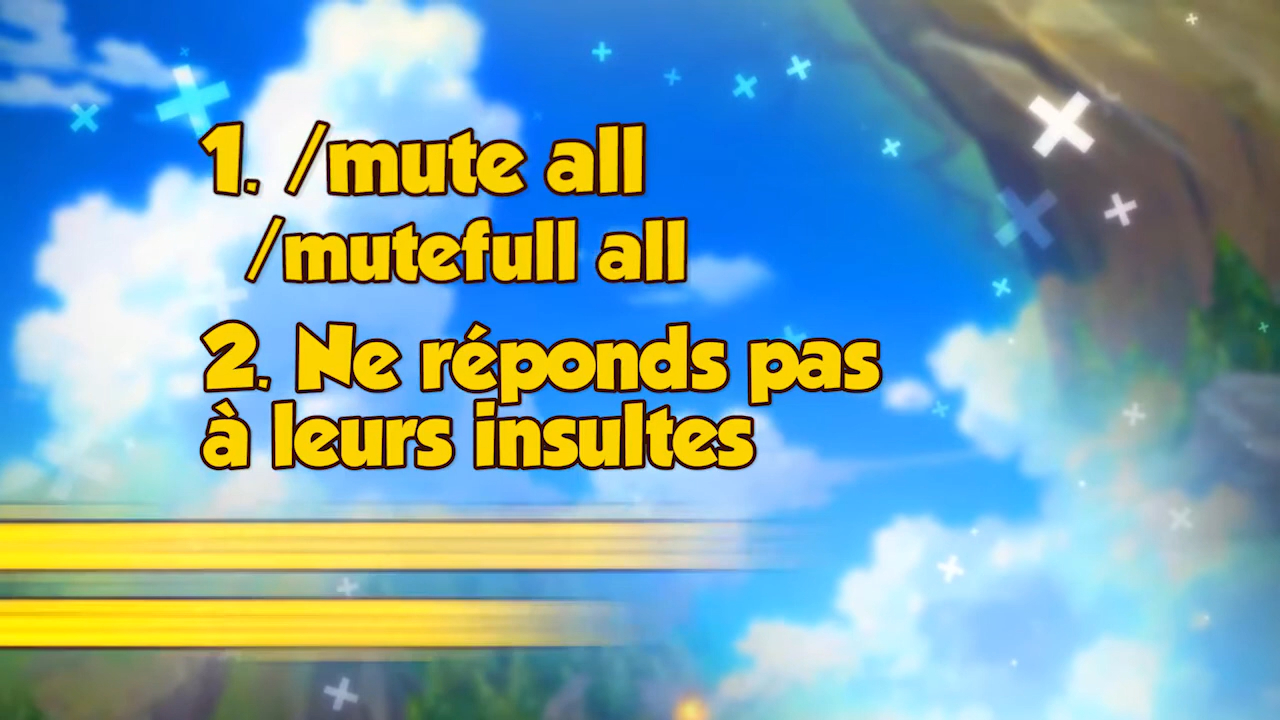 1. /mute all
/mutefull all
2. Ne réponds pas
à leurs insultes